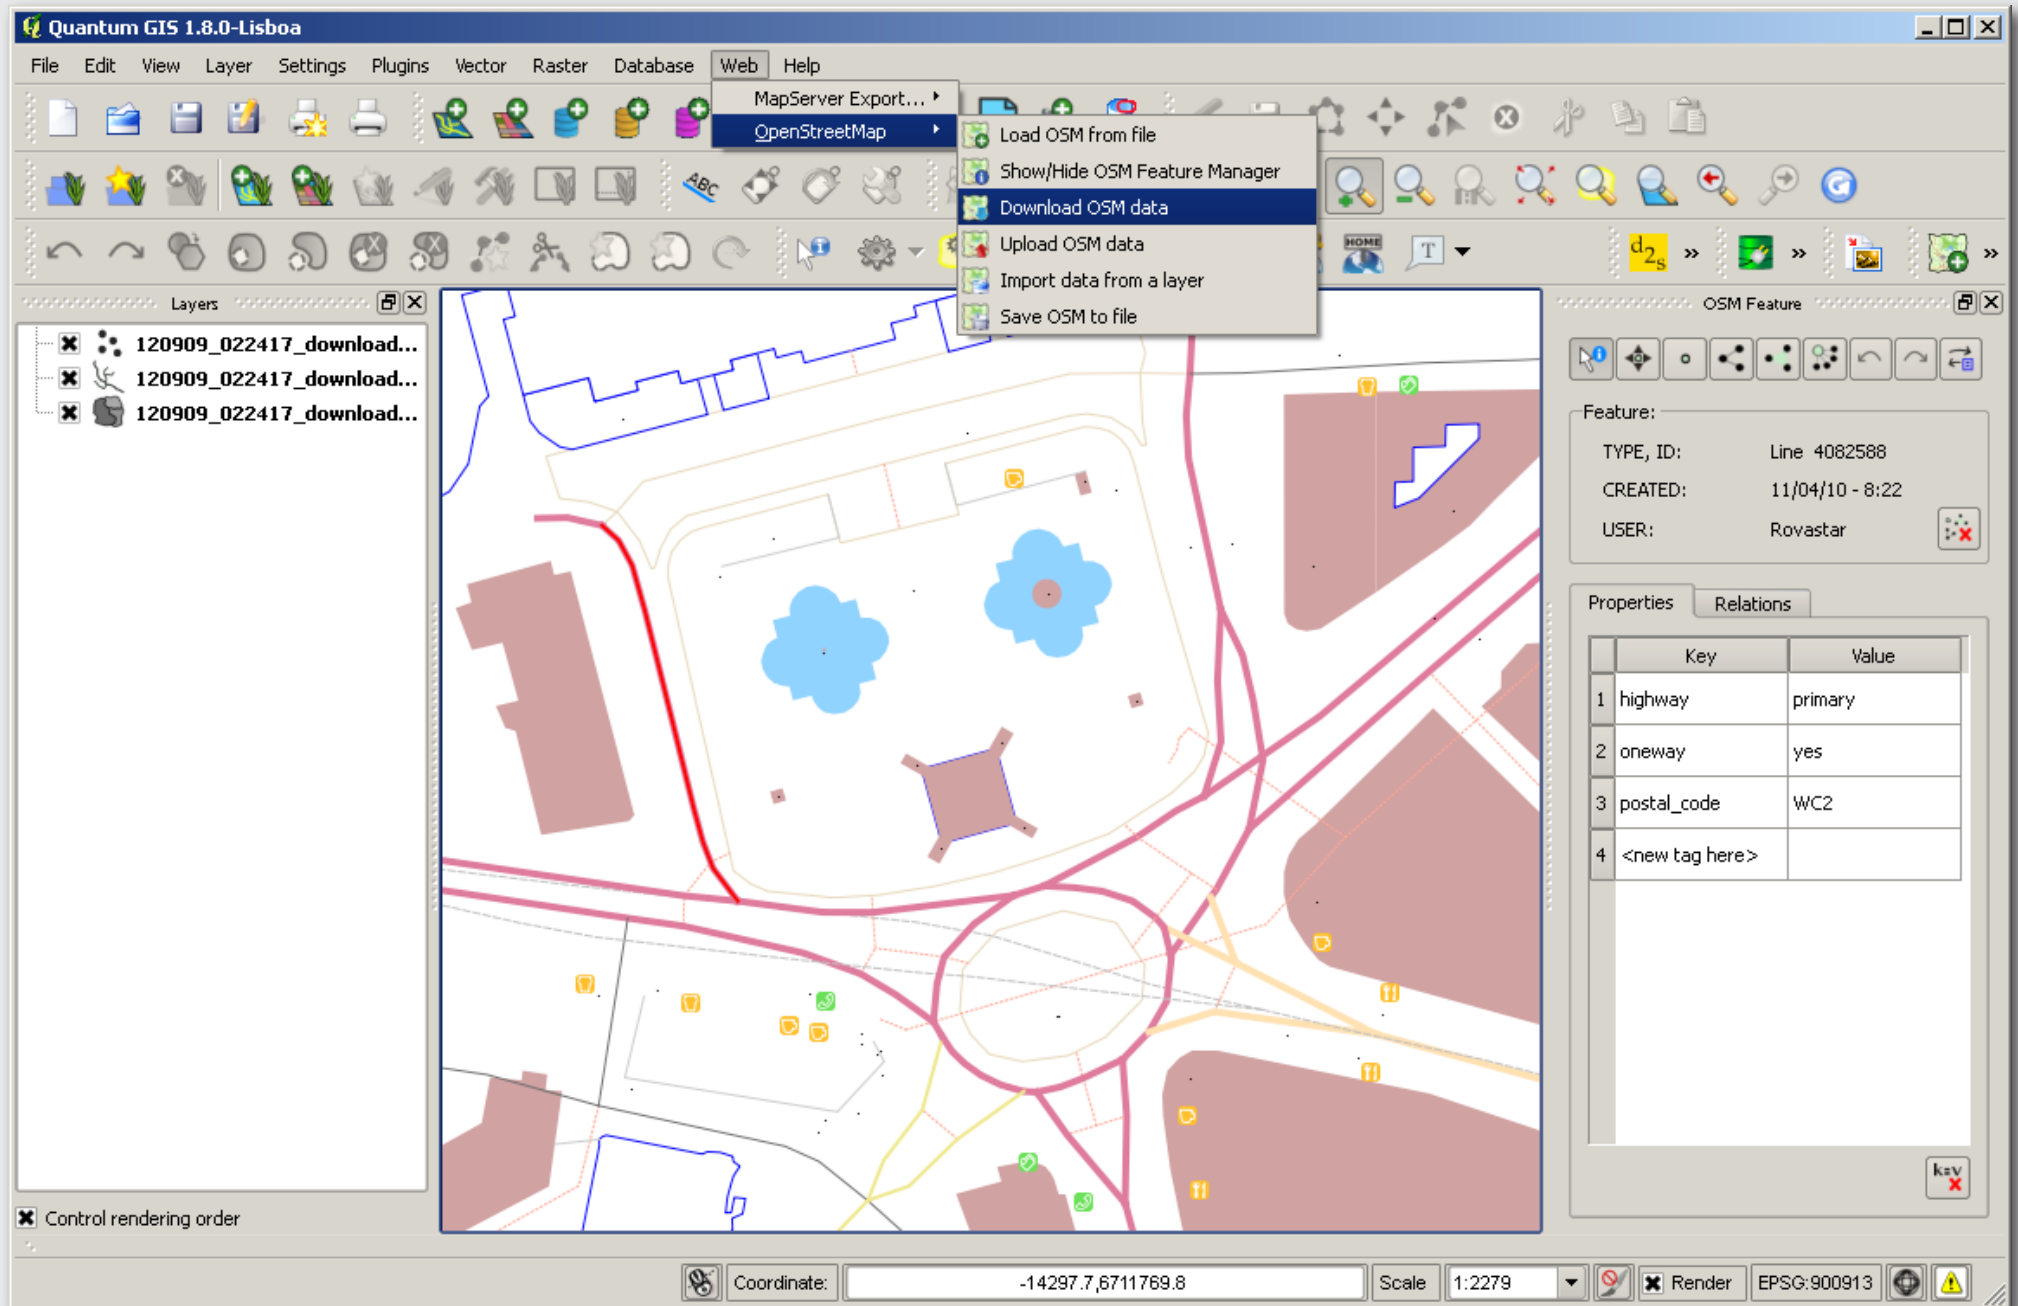 Quantum GIS 1.8.0-Lisboa
File Edit View Layer Settings Plugins Vector Raster Database Web Help
MapServer Export...
OpenStreetMap
Load OSM from file
Show/Hide OSM Feature Manager
Download OSM data
Upload OSM data
Import data from a layer
Save OSM to file
ABC
HOME
T
d2s
»
»
»
Layers
120909_022417_download...
120909_022417_download...
120909_022417_download...
Control rendering order
OSM Feature
Feature:
TYPE, ID: Line 4082588
CREATED: 11/04/10 - 8:22
USER: Rovastar
Properties Relations
Key Value
1 highway primary
2 oneway yes
3 postal_code WC2
4 <new tag here>
k=v
Coordinate: -14297.7,6711769.8 Scale 1:2279 Render EPSG:900913